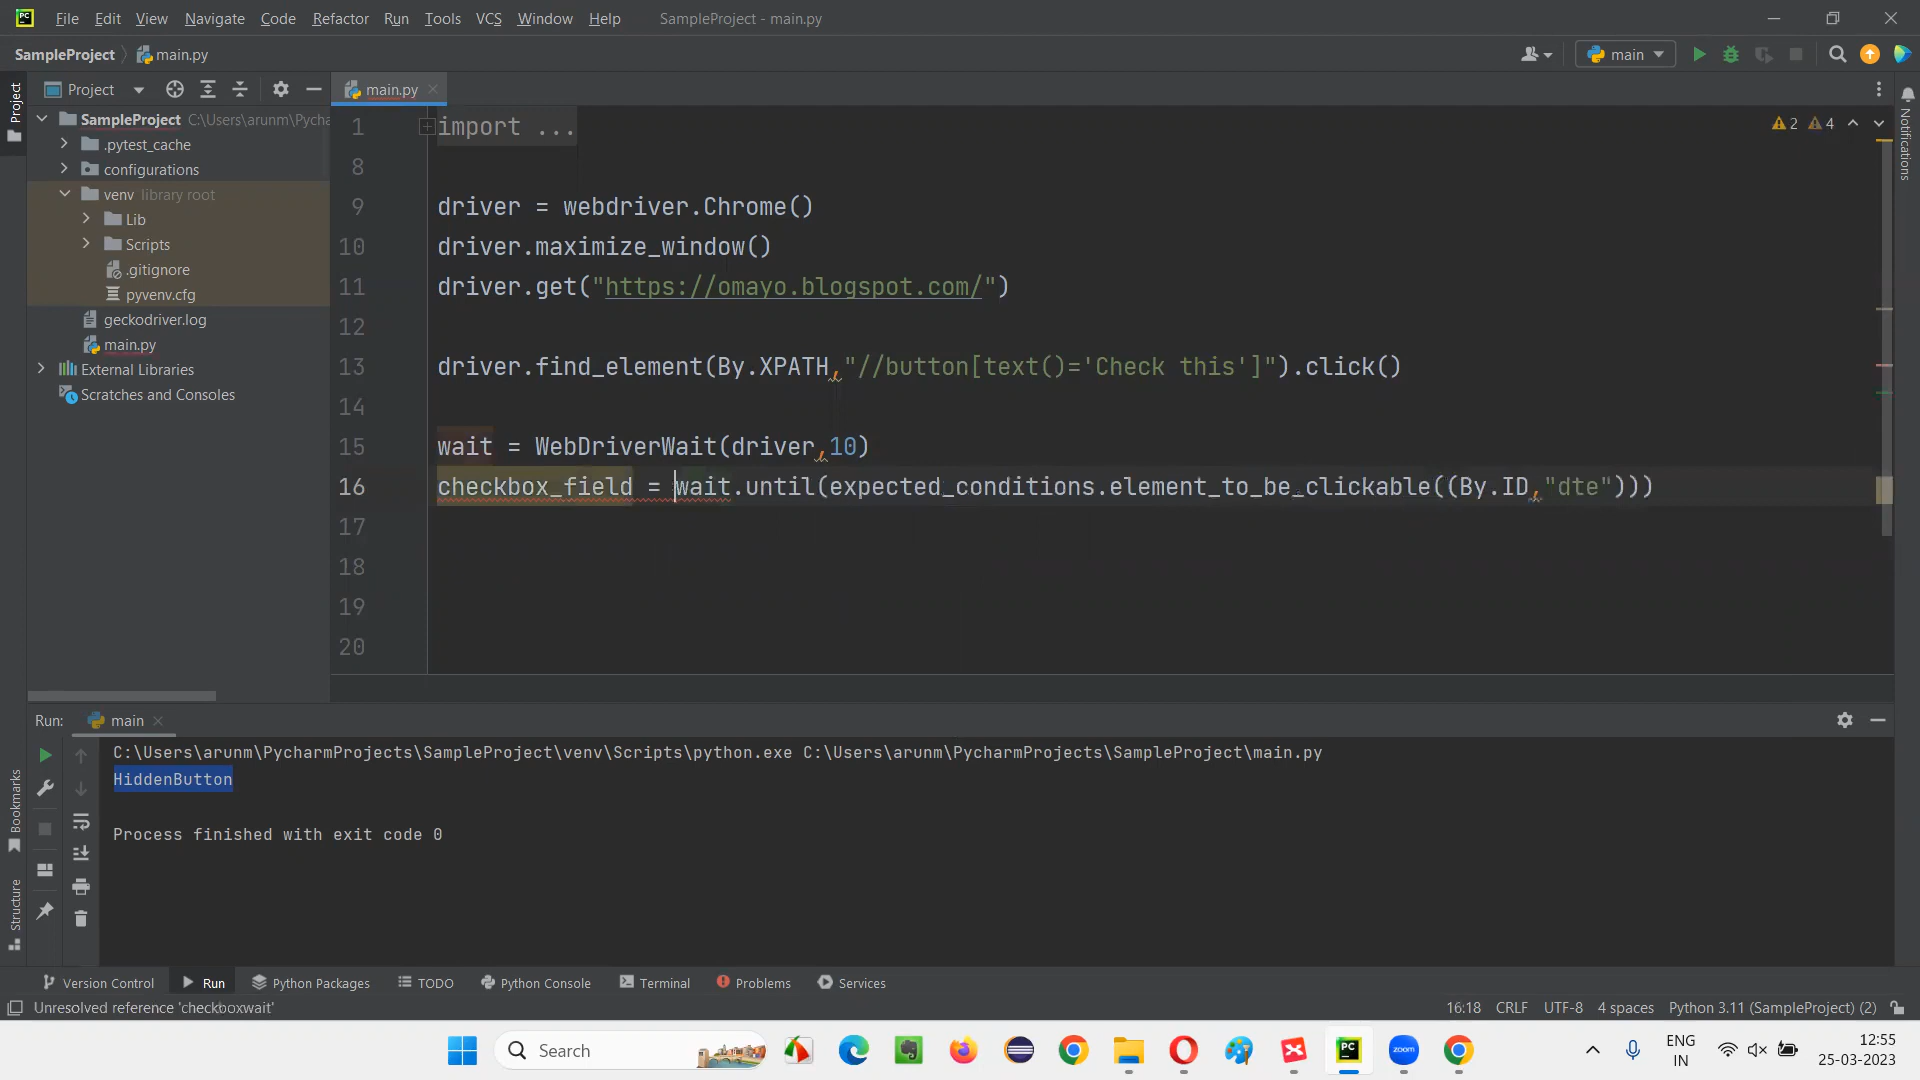 File Edit View Navigate Code Refactor Run Tools VCS Window Help SampleProject - main.py
SampleProject main.py main
Project main.py
SampleProject C:\Users\arunm\Pycha
.pytest_cache
configurations
venv library root
Lib
Scripts
.gitignore
pyvenv.cfg
geckodriver.log
main.py
External Libraries
Scratches and Consoles
Project
Bookmarks
Structure
Notifications
2 4
1 import ...
8
9 driver = webdriver.Chrome()
10 driver.maximize_window()
11 driver.get("https://omayo.blogspot.com/")
12
13 driver.find_element(By.XPATH,"//button[text()='Check this']").click()
14
15 wait = WebDriverWait(driver,10)
16 checkbox_field = wait.until(expected_conditions.element_to_be_clickable((By.ID,"dte")))
17
18
19
20
Run: main
C:\Users\arunm\PycharmProjects\SampleProject\venv\Scripts\python.exe C:\Users\arunm\PycharmProjects\SampleProject\main.py
HiddenButton
Process finished with exit code 0
Version Control Run Python Packages TODO Python Console Terminal Problems Services
Unresolved reference 'checkboxwait' 16:18 CRLF UTF-8 4 spaces Python 3.11 (SampleProject) (2)
Search PC zoom ENG 12:55
IN 25-03-2023